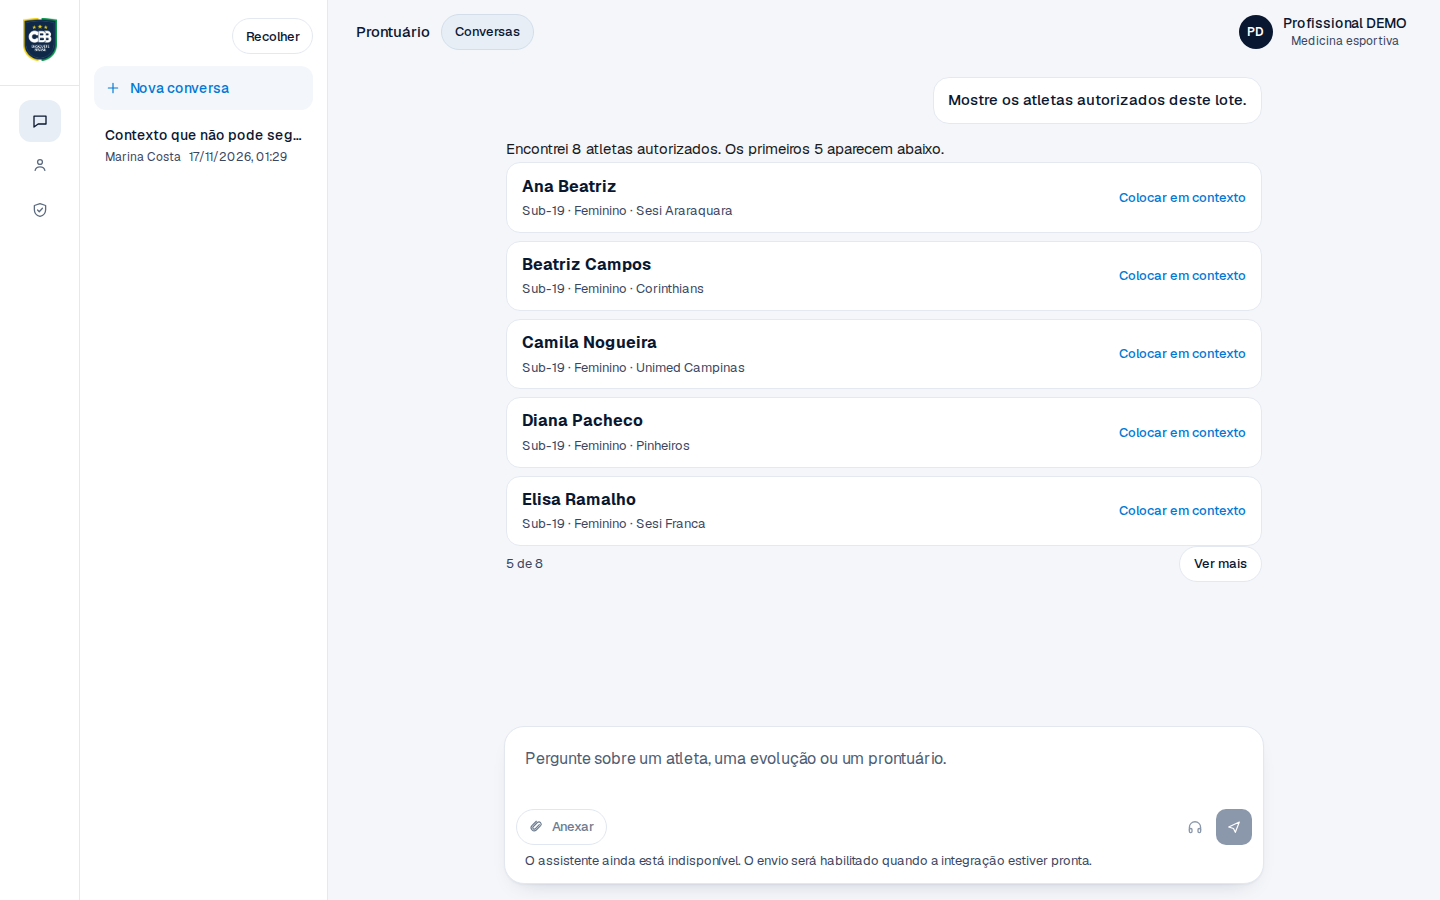 CBB
Recolher
Nova conversa
Contexto que não pode seg...
Marina Costa 17/11/2026, 01:29
Prontuário
Conversas
PD
Profissional DEMO
Medicina esportiva
Mostre os atletas autorizados deste lote.
Encontrei 8 atletas autorizados. Os primeiros 5 aparecem abaixo.
Ana Beatriz
Sub-19 · Feminino · Sesi Araraquara
Colocar em contexto
Beatriz Campos
Sub-19 · Feminino · Corinthians
Colocar em contexto
Camila Nogueira
Sub-19 · Feminino · Unimed Campinas
Colocar em contexto
Diana Pacheco
Sub-19 · Feminino · Pinheiros
Colocar em contexto
Elisa Ramalho
Sub-19 · Feminino · Sesi Franca
Colocar em contexto
5 de 8
Ver mais
Pergunte sobre um atleta, uma evolução ou um prontuário.
Anexar
O assistente ainda está indisponível. O envio será habilitado quando a integração estiver pronta.